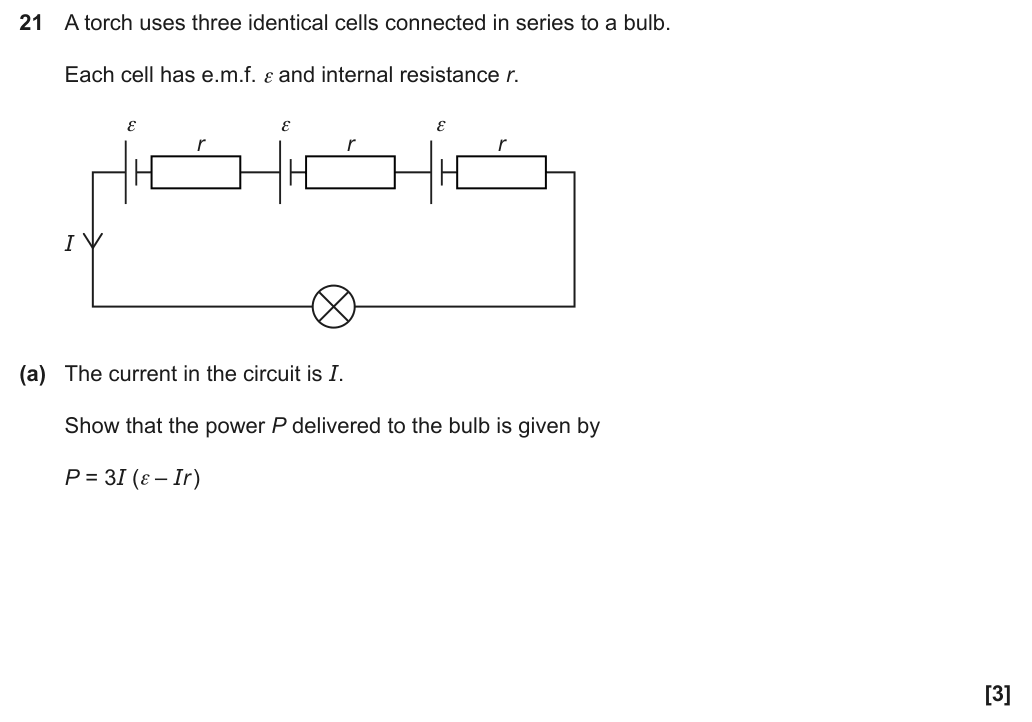 21 A torch uses three identical cells connected in series to a bulb.
Each cell has e.m.f. ε and internal resistance r.
ε ε ε
r r r
I
(a) The current in the circuit is I.
Show that the power P delivered to the bulb is given by
P = 3I (ε – Ir)
[3]